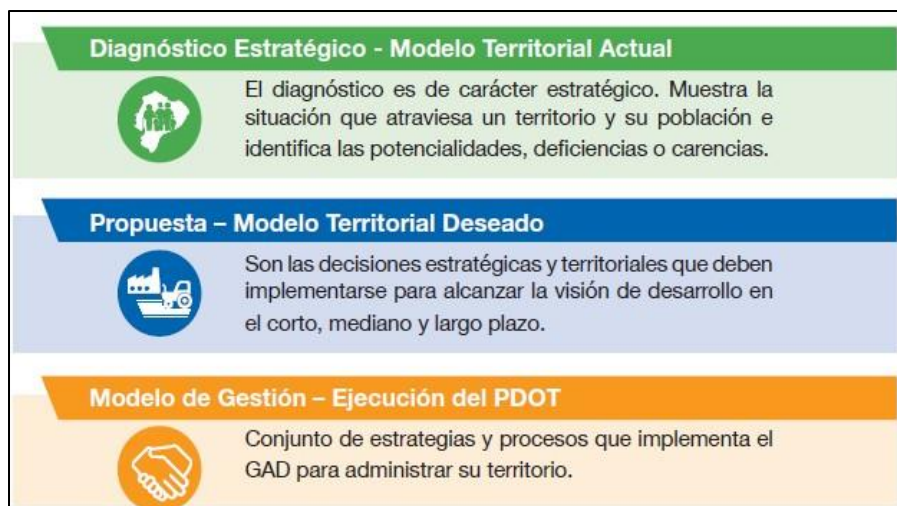 Diagnóstico Estratégico - Modelo Territorial Actual
El diagnóstico es de carácter estratégico. Muestra la
situación que atraviesa un territorio y su población e
identifica las potencialidades, deficiencias o carencias.
Propuesta – Modelo Territorial Deseado
Son las decisiones estratégicas y territoriales que deben
implementarse para alcanzar la visión de desarrollo en
el corto, mediano y largo plazo.
Modelo de Gestión – Ejecución del PDOT
Conjunto de estrategias y procesos que implementa el
GAD para administrar su territorio.